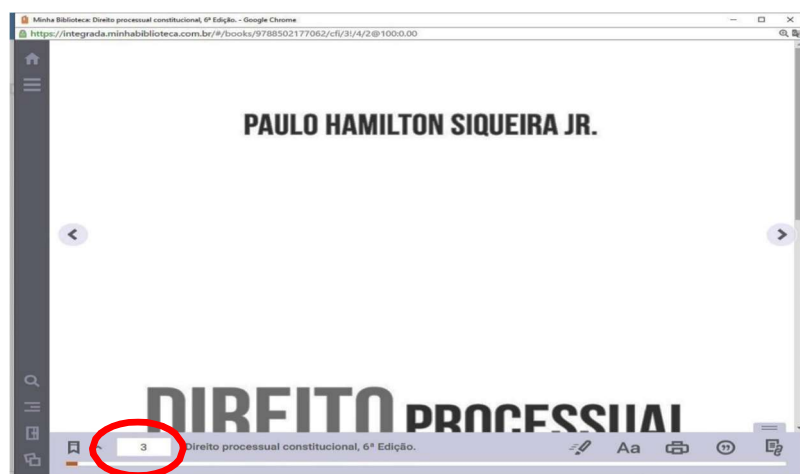 Minha Biblioteca: Direito processual constitucional, 6ª Edição. - Google Chrome
https://integrada.minhabiblioteca.com.br/#/books/9788502177062/cfi/3!/4/2@100:0.00
PAULO HAMILTON SIQUEIRA JR.
DIREITO PROCESSUAL
3 Direito processual constitucional, 6ª Edição.
Aa